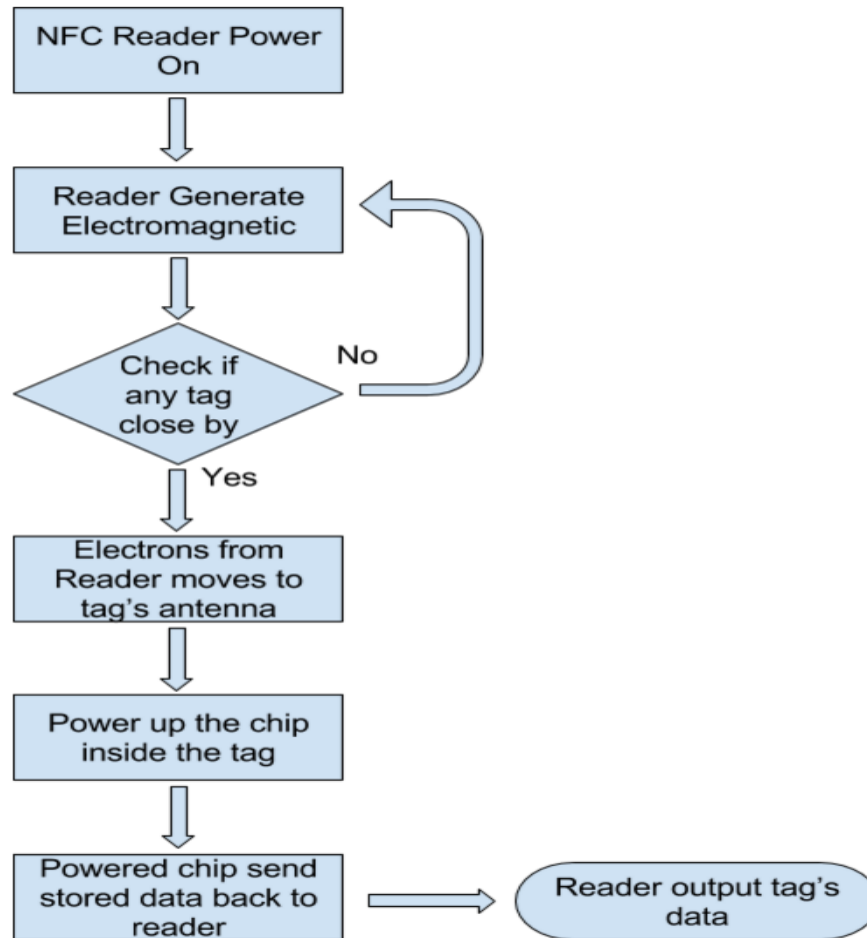 NFC Reader Power
On
Reader Generate
Electromagnetic
Check if
any tag
close by
No
Yes
Electrons from
Reader moves to
tag's antenna
Power up the chip
inside the tag
Powered chip send
stored data back to
reader
Reader output tag's
data